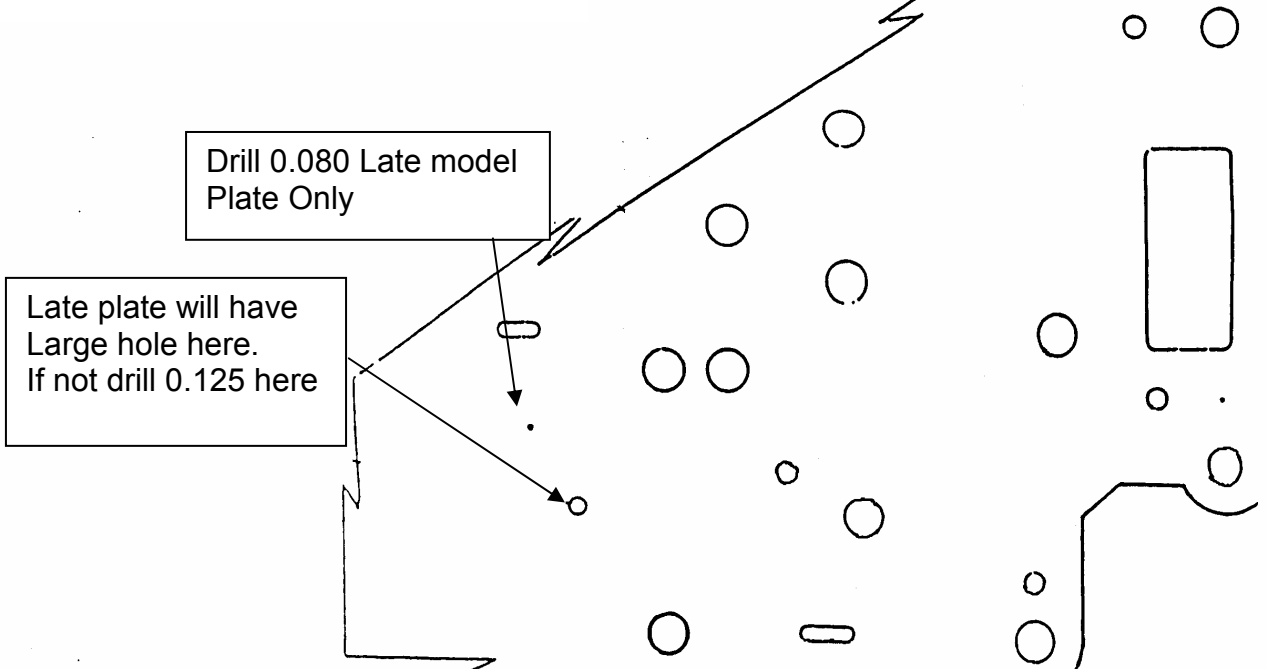 Drill 0.080 Late model
Plate Only
Late plate will have
Large hole here.
If not drill 0.125 here